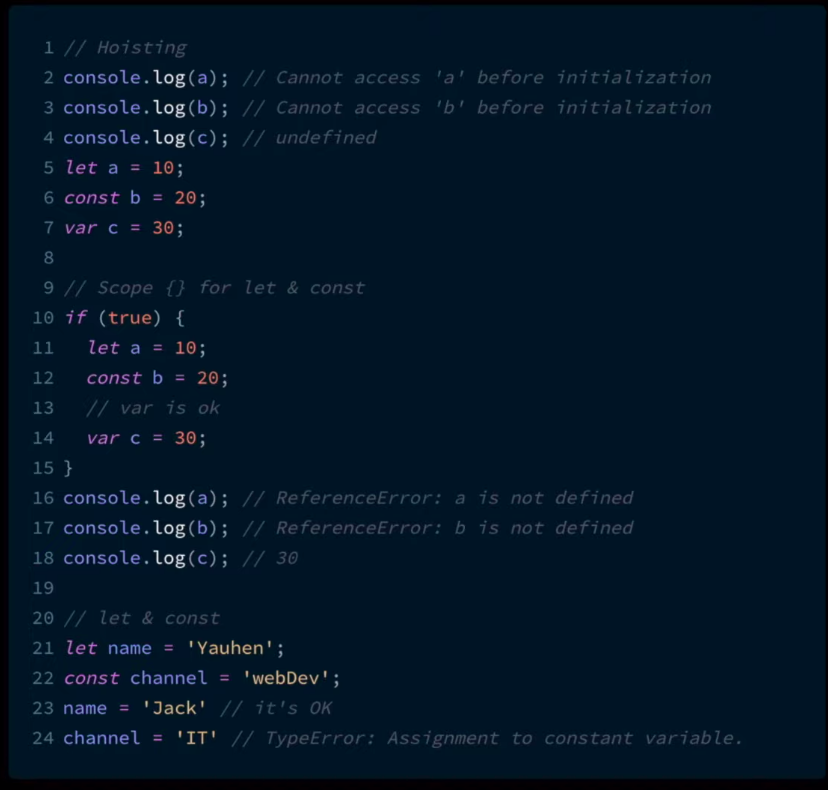 1 // Hoisting
2 console.log(a); // Cannot access 'a' before initialization
3 console.log(b); // Cannot access 'b' before initialization
4 console.log(c); // undefined
5 let a = 10;
6 const b = 20;
7 var c = 30;
8
9 // Scope {} for let & const
10 if (true) {
11   let a = 10;
12   const b = 20;
13   // var is ok
14   var c = 30;
15 }
16 console.log(a); // ReferenceError: a is not defined
17 console.log(b); // ReferenceError: b is not defined
18 console.log(c); // 30
19
20 // let & const
21 let name = 'Yauhen';
22 const channel = 'webDev';
23 name = 'Jack' // it's OK
24 channel = 'IT' // TypeError: Assignment to constant variable.